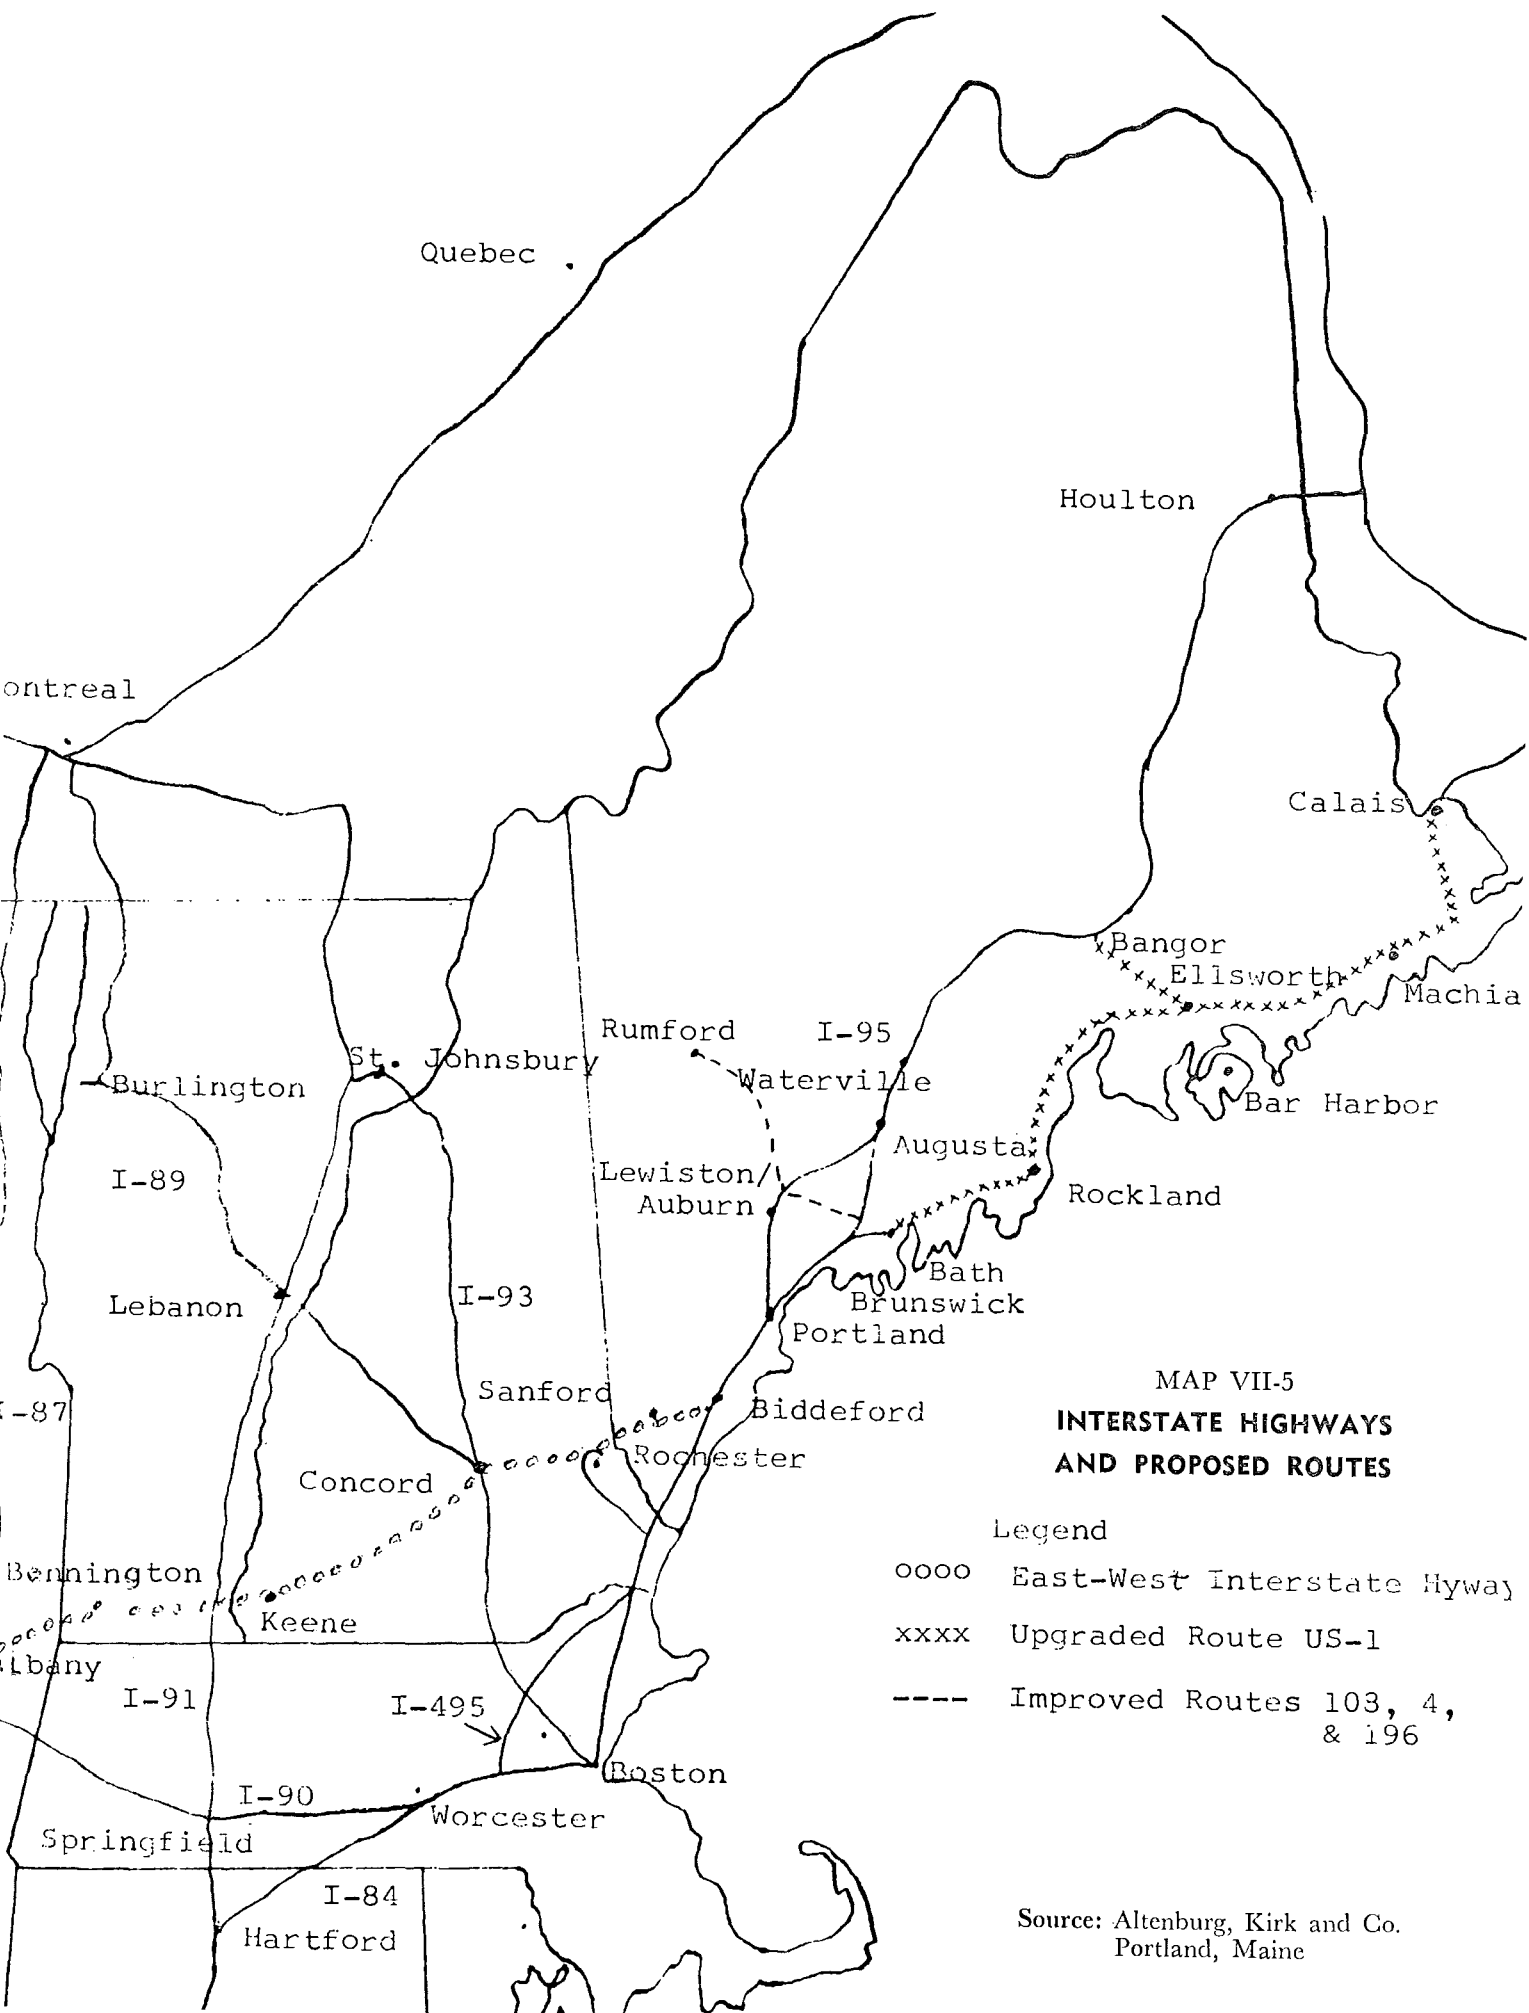 Quebec
Houlton
ontreal
Calais
Bangor
Ellsworth
Machia
Rumford
I-95
St. Johnsbury
Waterville
Burlington
Bar Harbor
Augusta
I-89
Lewiston/
Auburn
Rockland
Bath
Lebanon
I-93
Brunswick
Portland
Sanford
-87
Biddeford
Rochester
Concord
Bennington
Keene
lbany
I-91
I-495
Boston
I-90
Worcester
Springfield
I-84
Hartford
MAP VII-5
INTERSTATE HIGHWAYS
AND PROPOSED ROUTES
Legend
oooo East-West Interstate Hyway
xxxx Upgraded Route US-1
---- Improved Routes 103, 4,
& 196
Source: Altenburg, Kirk and Co.
Portland, Maine